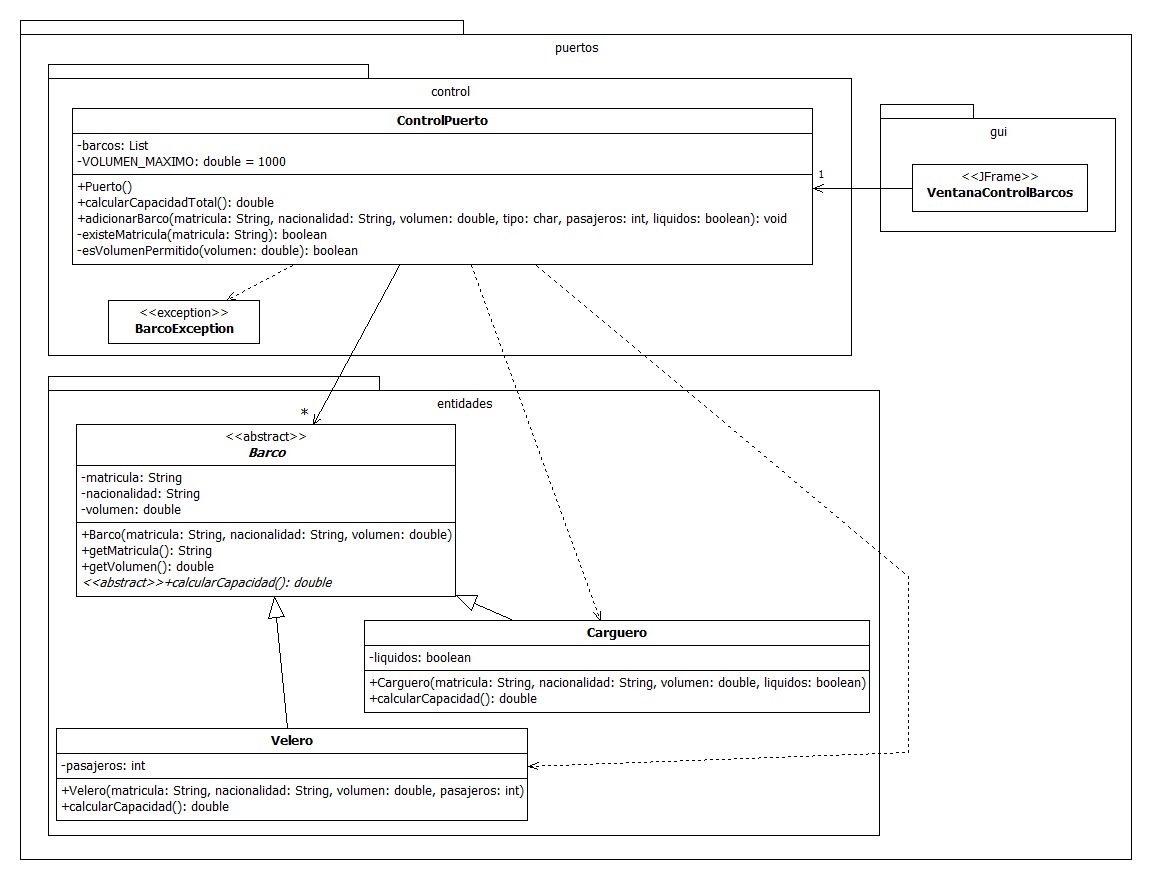 puertos
control
ControlPuerto
-barcos: List
-VOLUMEN_MAXIMO: double = 1000
+Puerto()
+calcularCapacidadTotal(): double
+adicionarBarco(matricula: String, nacionalidad: String, volumen: double, tipo: char, pasajeros: int, liquidos: boolean): void
-existeMatricula(matricula: String): boolean
-esVolumenPermitido(volumen: double): boolean
gui
<<JFrame>>
VentanaControlBarcos
1
<<exception>>
BarcoException
entidades
*
<<abstract>>
Barco
-matricula: String
-nacionalidad: String
-volumen: double
+Barco(matricula: String, nacionalidad: String, volumen: double)
+getMatricula(): String
+getVolumen(): double
<<abstract>>+calcularCapacidad(): double
Carguero
-liquidos: boolean
+Carguero(matricula: String, nacionalidad: String, volumen: double, liquidos: boolean)
+calcularCapacidad(): double
Velero
-pasajeros: int
+Velero(matricula: String, nacionalidad: String, volumen: double, pasajeros: int)
+calcularCapacidad(): double